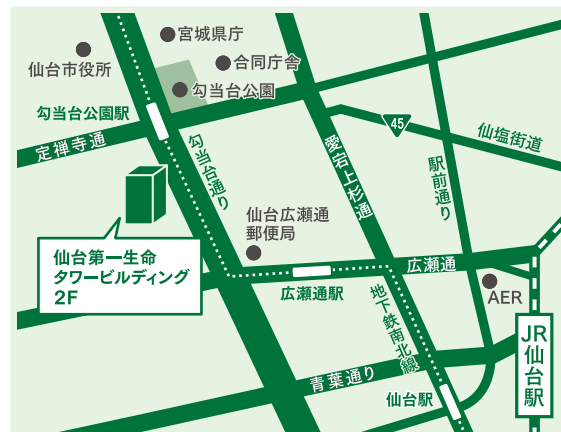 宮城県庁
合同庁舎
仙台市役所
勾当台公園
勾当台公園駅
定禅寺通
勾当台通り
愛宕上杉通
45
仙塩街道
駅前通り
仙台第一生命
タワービルディング
2F
仙台広瀬通
郵便局
広瀬通
広瀬通駅
地下鉄南北線
AER
JR
仙台駅
青葉通り
仙台駅